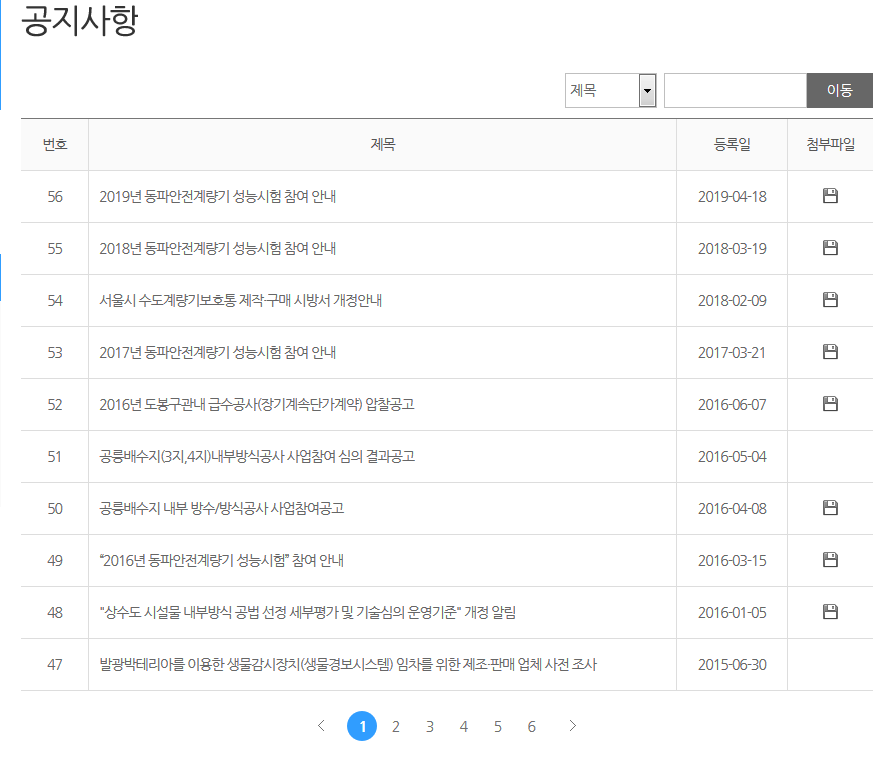 공지사항
제목 이동
번호 제목 등록일 첨부파일
56 2019년 동파안전계량기 성능시험 참여 안내 2019-04-18
55 2018년 동파안전계량기 성능시험 참여 안내 2018-03-19
54 서울시 수도계량기보호통 제작·구매 시방서 개정안내 2018-02-09
53 2017년 동파안전계량기 성능시험 참여 안내 2017-03-21
52 2016년 도봉구관내 급수공사(장기계속단가계약) 압찰공고 2016-06-07
51 공릉배수지(3지,4지)내부방식공사 사업참여 심의 결과공고 2016-05-04
50 공릉배수지 내부 방수/방식공사 사업참여공고 2016-04-08
49 “2016년 동파안전계량기 성능시험” 참여 안내 2016-03-15
48 "상수도 시설물 내부방식 공법 선정 세부평가 및 기술심의 운영기준" 개정 알림 2016-01-05
47 발광박테리아를 이용한 생물감시장치(생물경보시스템) 임차를 위한 제조·판매 업체 사전 조사 2015-06-30
1 2 3 4 5 6